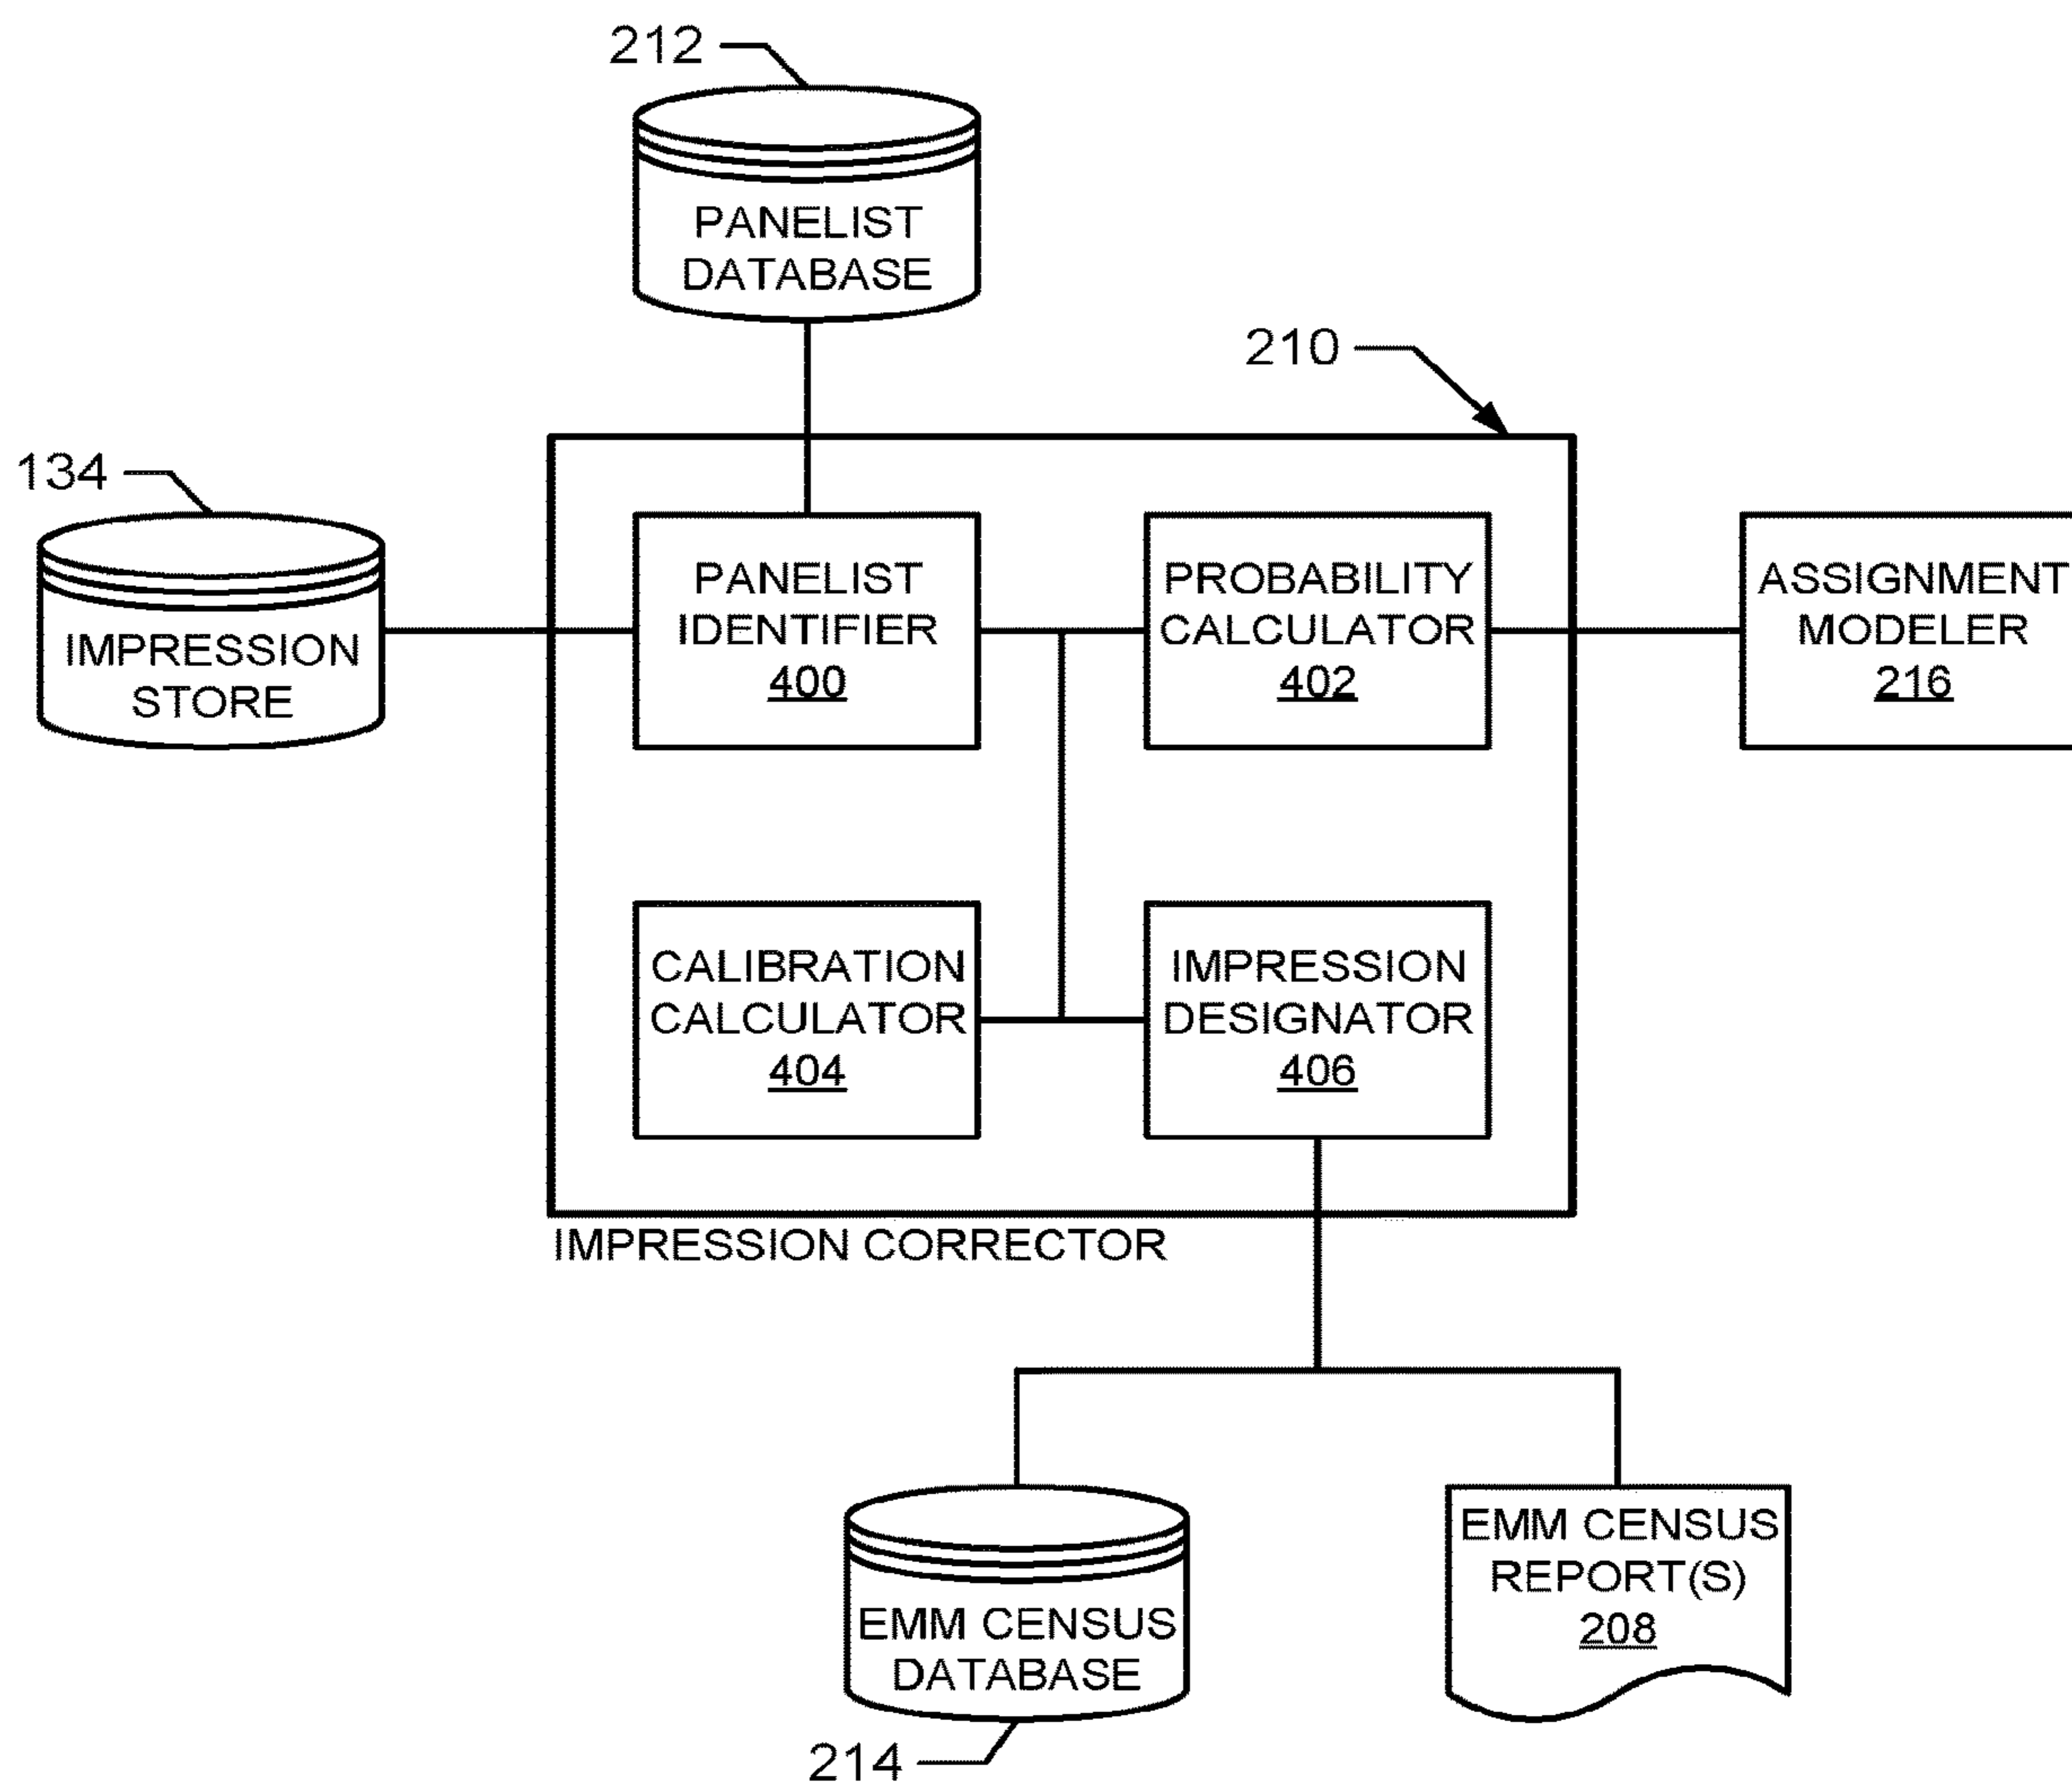 212
PANELIST
DATABASE
210
134
IMPRESSION
STORE
PANELIST
IDENTIFIER
400
PROBABILITY
CALCULATOR
402
ASSIGNMENT
MODELER
216
CALIBRATION
CALCULATOR
404
IMPRESSION
DESIGNATOR
406
IMPRESSION CORRECTOR
EMM CENSUS
DATABASE
214
EMM CENSUS
REPORT(S)
208